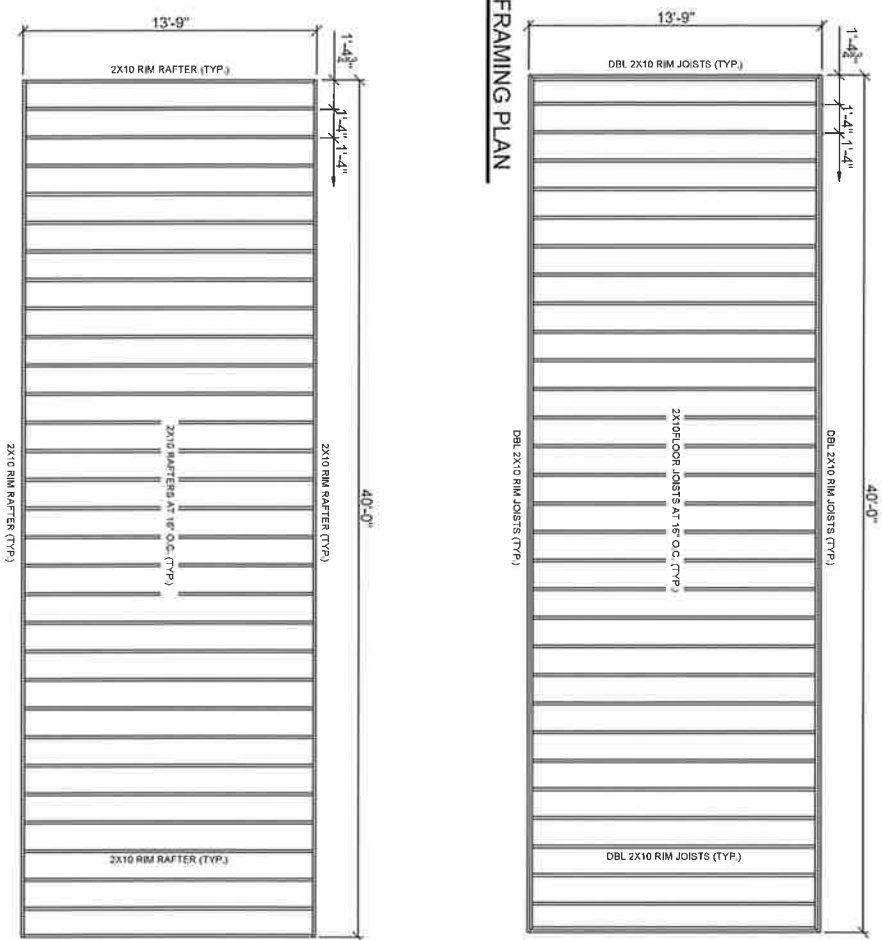 13'-9"
1'-4¾"
2X10 RIM RAFTER (TYP.)
1'-4"
1'-4"
2X10 RIM RAFTER (TYP.)
2X10 RAFTERS AT 16" O.C. (TYP.)
2X10 RIM RAFTER (TYP.)
40'-0"
2X10 RIM RAFTER (TYP.)
FRAMING PLAN
13'-9"
1'-4¾"
DBL 2X10 RIM JOISTS (TYP.)
1'-4"
1'-4"
DBL 2X10 RIM JOISTS (TYP.)
2X10FLOOR JOISTS AT 16" O.C. (TYP.)
DBL 2X10 RIM JOISTS (TYP.)
40'-0"
DBL 2X10 RIM JOISTS (TYP.)